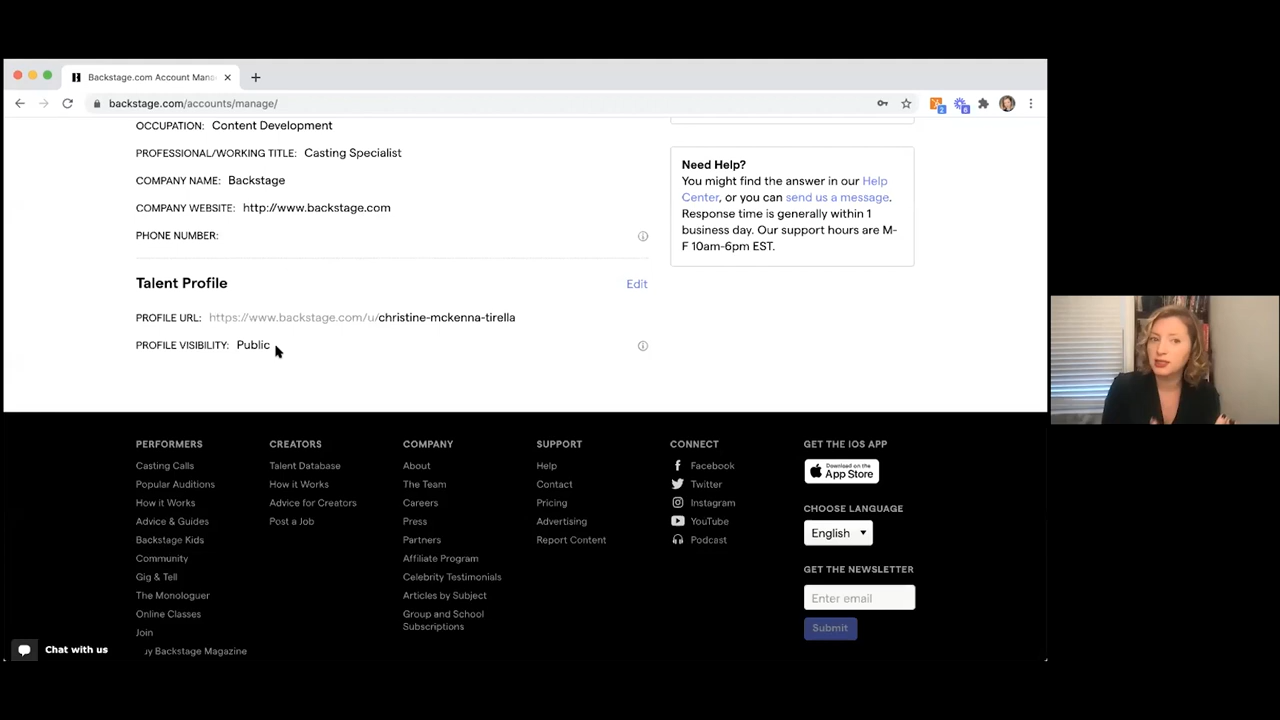 Backstage.com Account Mana
backstage.com/accounts/manage/
2
6
OCCUPATION: Content Development
PROFESSIONAL/WORKING TITLE: Casting Specialist
COMPANY NAME: Backstage
COMPANY WEBSITE: http://www.backstage.com
PHONE NUMBER:
Talent Profile
Edit
PROFILE URL: https://www.backstage.com/u/christine-mckenna-tirella
PROFILE VISIBILITY: Public
Need Help?
You might find the answer in our Help
Center, or you can send us a message.
Response time is generally within 1
business day. Our support hours are M-
F 10am-6pm EST.
PERFORMERS
Casting Calls
Popular Auditions
How it Works
Advice & Guides
Backstage Kids
Community
Gig & Tell
The Monologuer
Online Classes
Join
uy Backstage Magazine
CREATORS
Talent Database
How it Works
Advice for Creators
Post a Job
COMPANY
About
The Team
Careers
Press
Partners
Affiliate Program
Celebrity Testimonials
Articles by Subject
Group and School
Subscriptions
SUPPORT
Help
Contact
Pricing
Advertising
Report Content
CONNECT
Facebook
Twitter
Instagram
YouTube
Podcast
GET THE IOS APP
Download on the
App Store
CHOOSE LANGUAGE
English
GET THE NEWSLETTER
Enter email
Submit
Chat with us